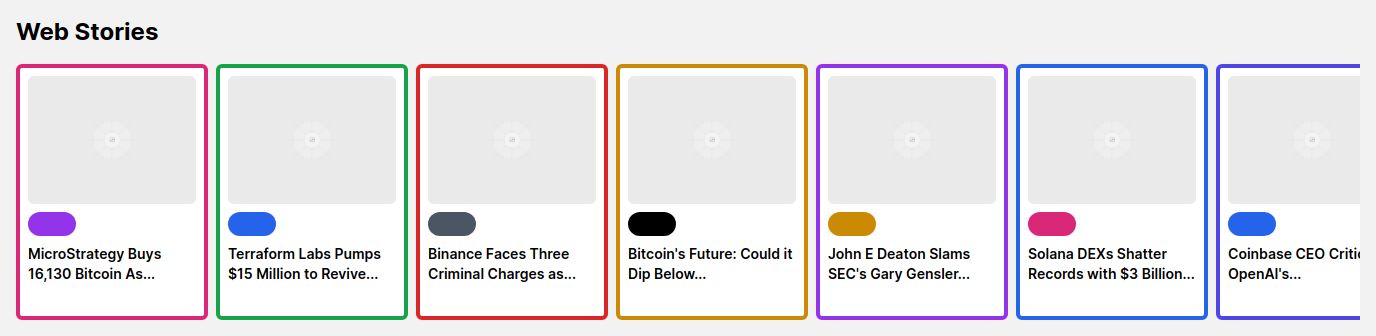 Web Stories
MicroStrategy Buys
16,130 Bitcoin As...
Terraform Labs Pumps
$15 Million to Revive...
Binance Faces Three
Criminal Charges as...
Bitcoin's Future: Could it
Dip Below...
John E Deaton Slams
SEC's Gary Gensler...
Solana DEXs Shatter
Records with $3 Billion...
Coinbase CEO
OpenAI's...